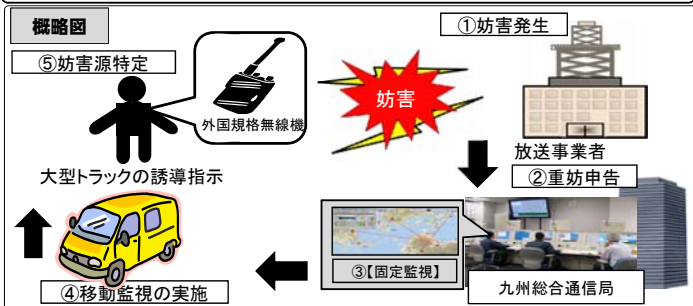 概略図
①妨害発生
⑤妨害源特定
妨害
外国規格無線機
放送事業者
大型トラックの誘導指示
②重妨申告
③【固定監視】
九州総合通信局
④移動監視の実施